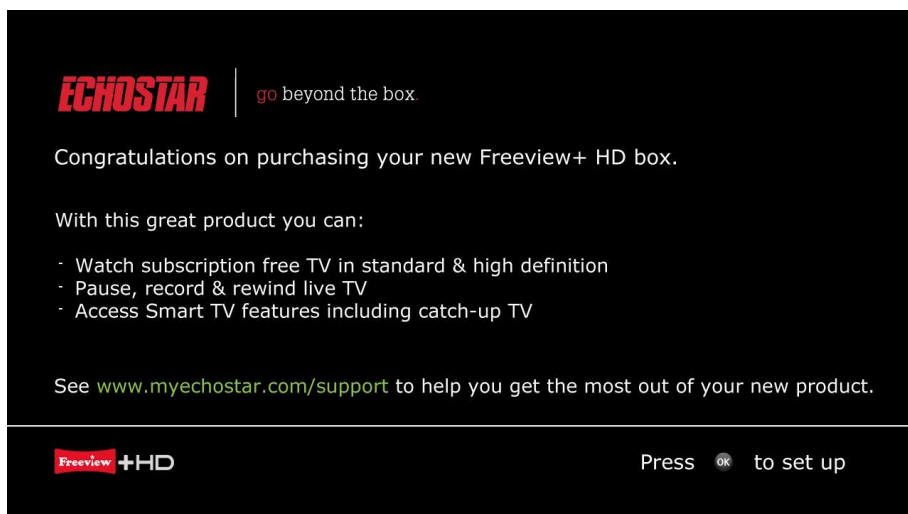 ECHOSTAR go beyond the box.
Congratulations on purchasing your new Freeview+ HD box.
With this great product you can:
- Watch subscription free TV in standard & high definition
- Pause, record & rewind live TV
- Access Smart TV features including catch-up TV
See www.myechostar.com/support to help you get the most out of your new product.
Freeview +HD Press OK to set up